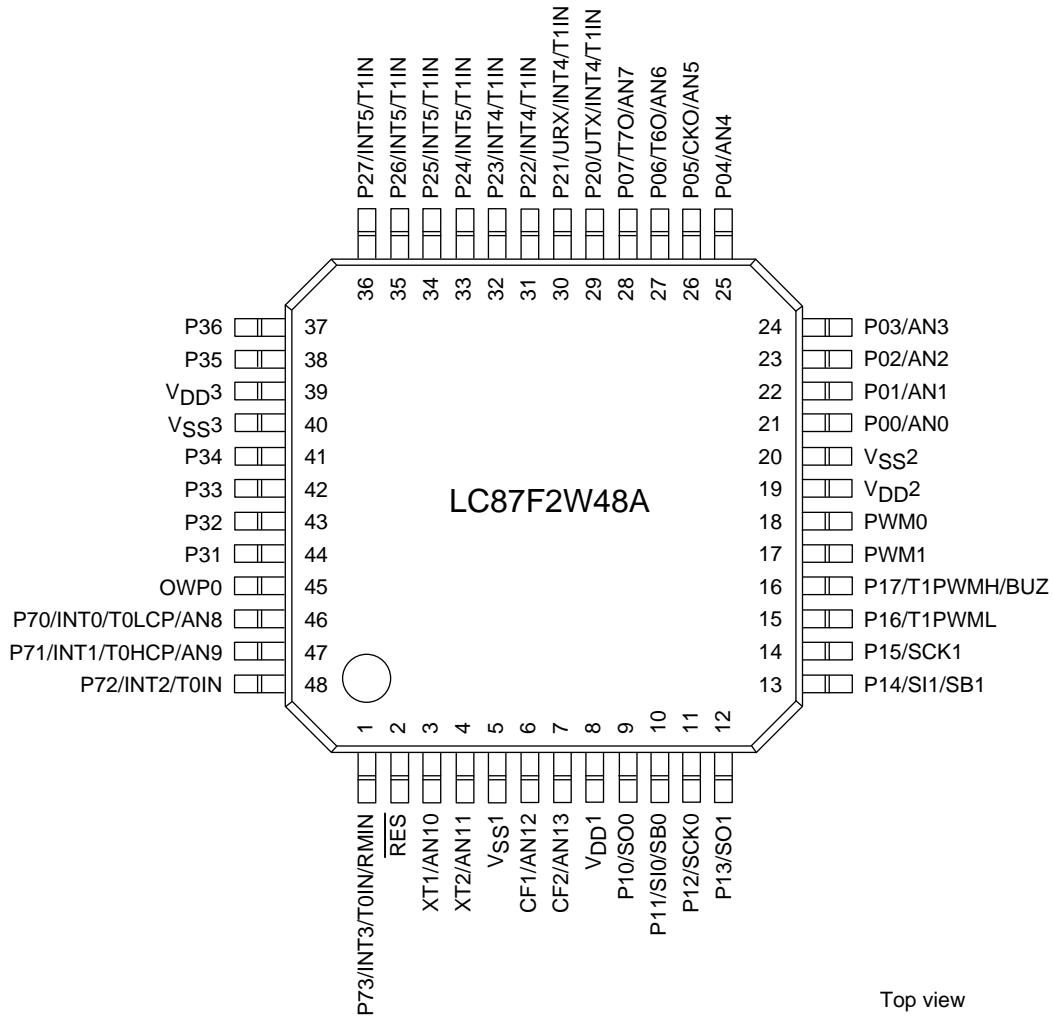 P27/INT5/T1IN
P26/INT5/T1IN
P25/INT5/T1IN
P24/INT5/T1IN
P23/INT4/T1IN
P22/INT4/T1IN
P21/URX/INT4/T1IN
P20/UTX/INT4/T1IN
P07/T7O/AN7
P06/T6O/AN6
P05/CKO/AN5
P04/AN4
36
35
34
33
32
31
30
29
28
27
26
25
P36 37
P35 38
VDD3 39
VSS3 40
P34 41
P33 42
P32 43
P31 44
OWP0 45
P70/INT0/T0LCP/AN8 46
P71/INT1/T0HCP/AN9 47
P72/INT2/T0IN 48
LC87F2W48A
24 P03/AN3
23 P02/AN2
22 P01/AN1
21 P00/AN0
20 VSS2
19 VDD2
18 PWM0
17 PWM1
16 P17/T1PWMH/BUZ
15 P16/T1PWML
14 P15/SCK1
13 P14/SI1/SB1
1
2
3
4
5
6
7
8
9
10
11
12
P73/INT3/T0IN/RMIN
RES
XT1/AN10
XT2/AN11
VSS1
CF1/AN12
CF2/AN13
VDD1
P10/SO0
P11/SI0/SB0
P12/SCK0
P13/SO1
Top view